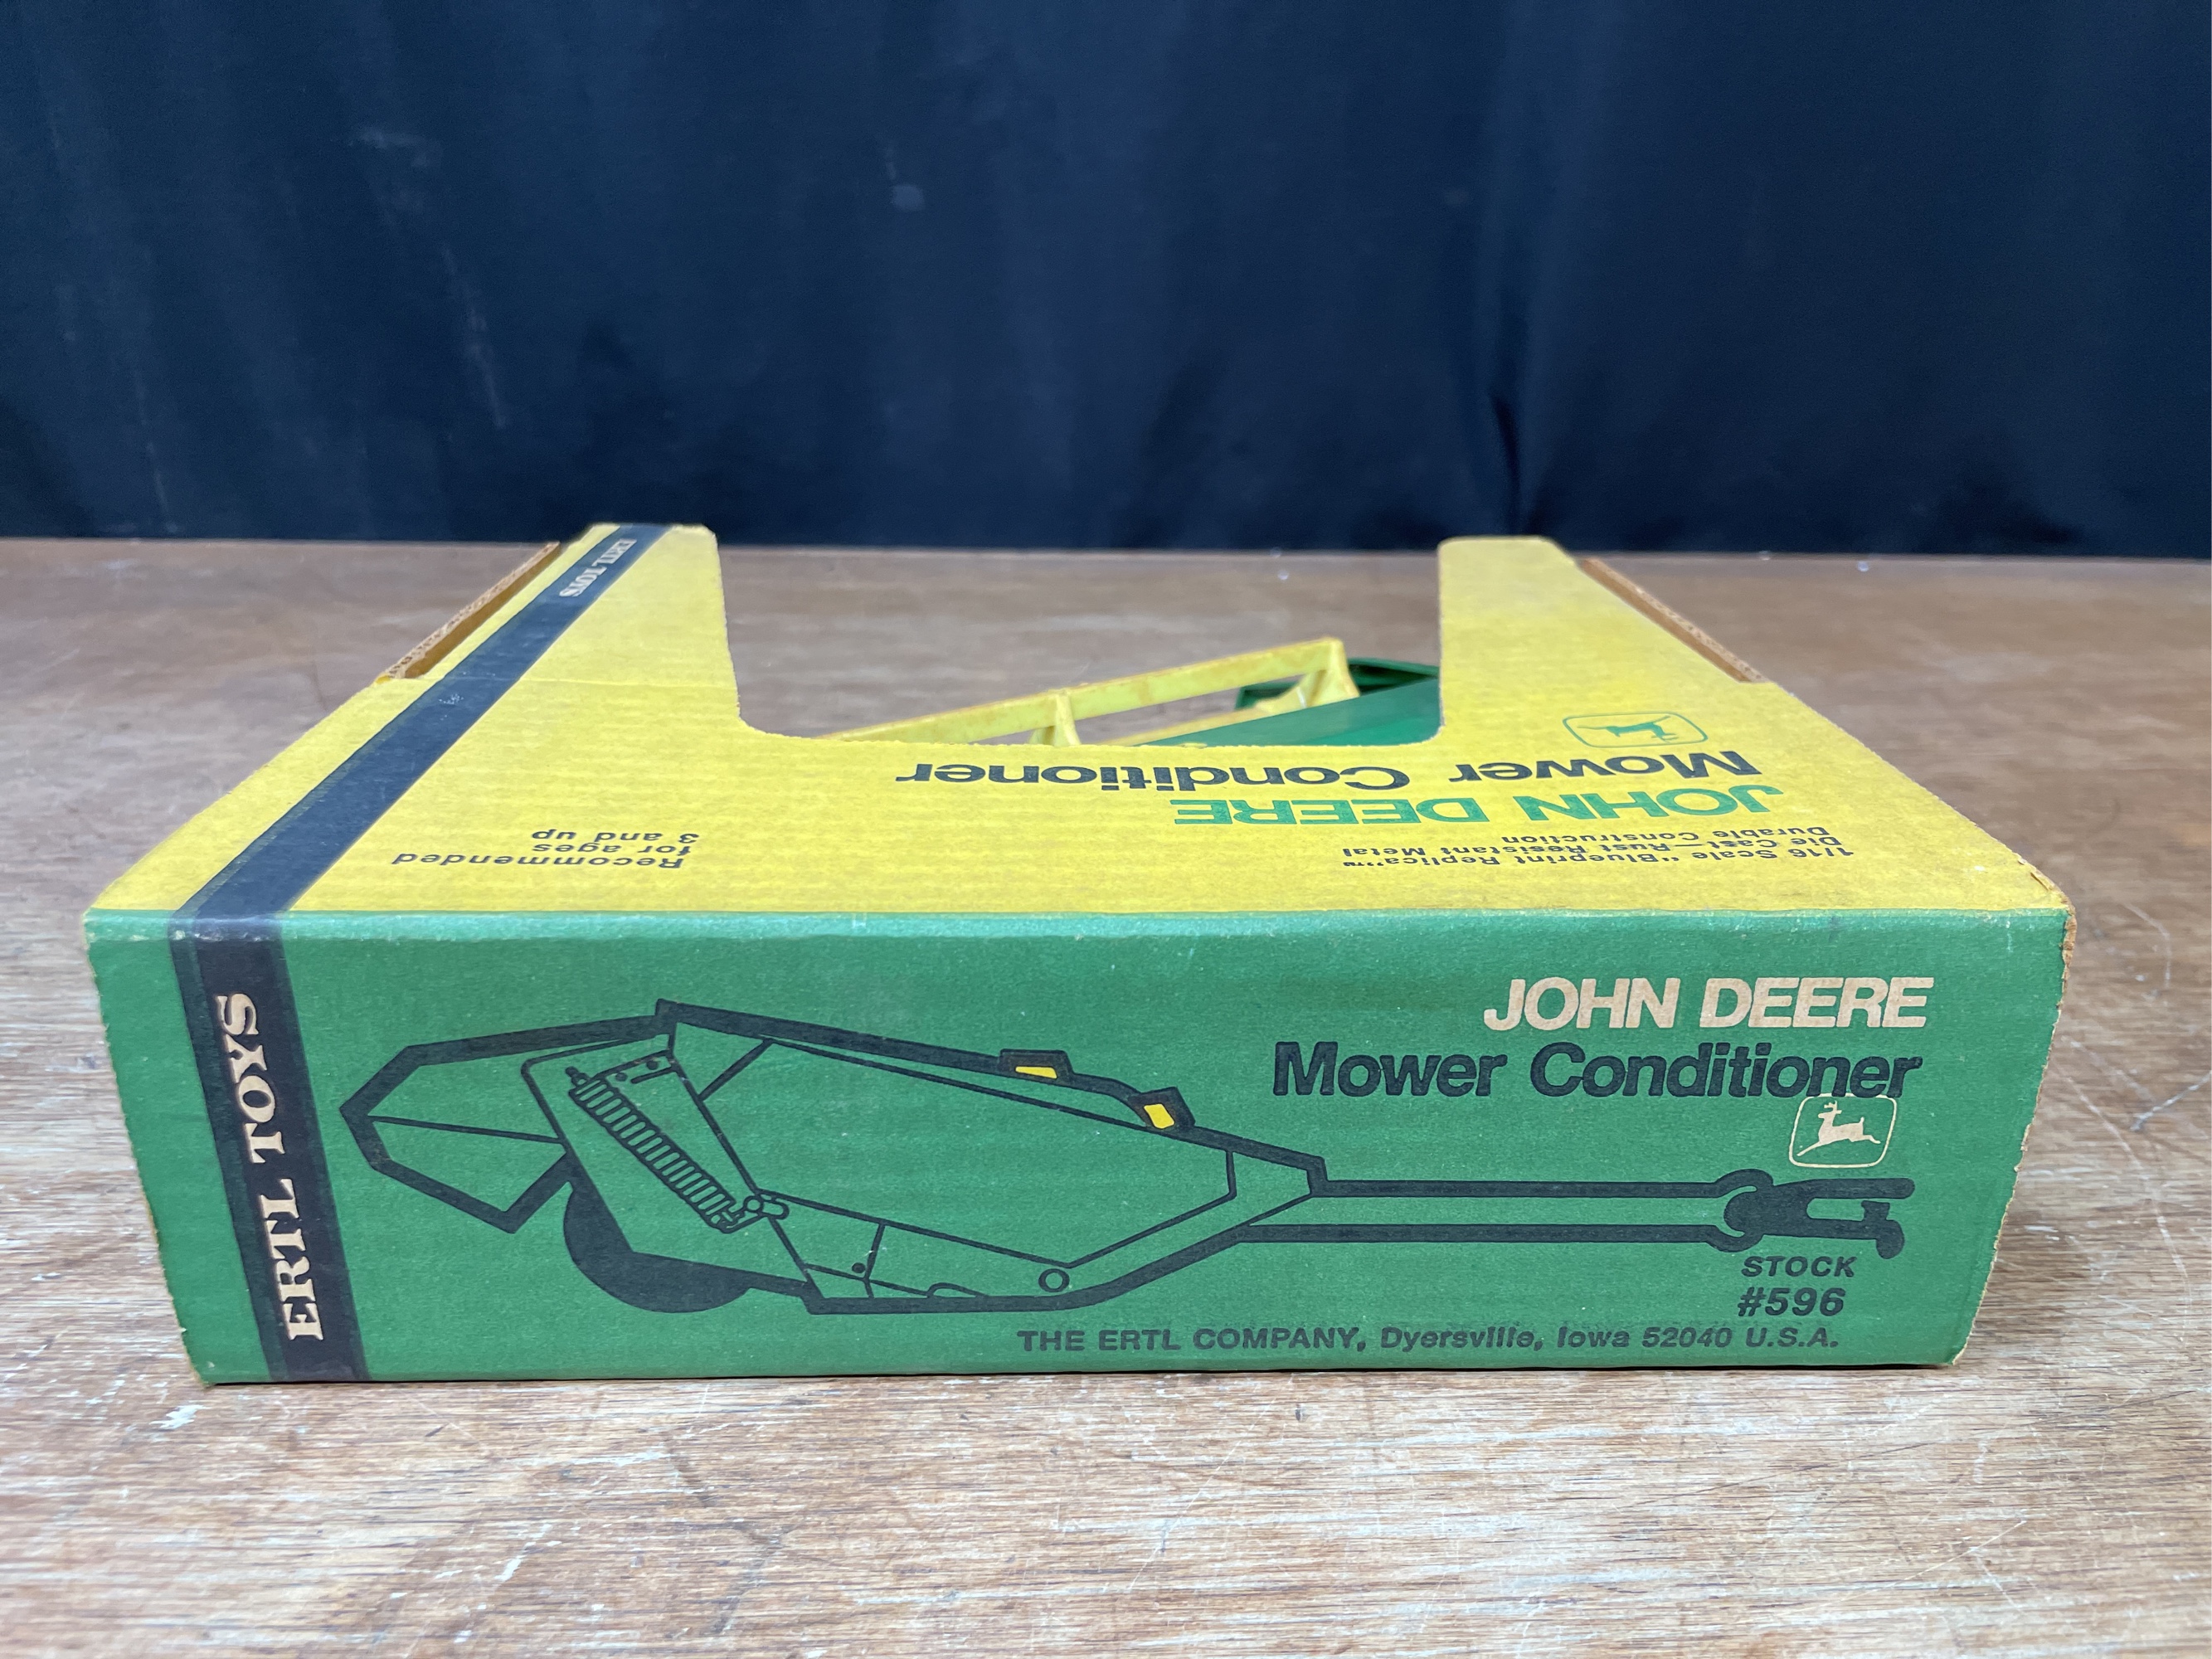 ERTL TOYS
Recommended
for ages
3 and up
1/16 Scale "Blueprint Replica"™
Die Cast—Rust Resistant Metal
Durable Construction
JOHN DEERE
Mower Conditioner
ERTL TOYS
JOHN DEERE
Mower Conditioner
STOCK
#596
THE ERTL COMPANY, Dyersville, Iowa 52040 U.S.A.